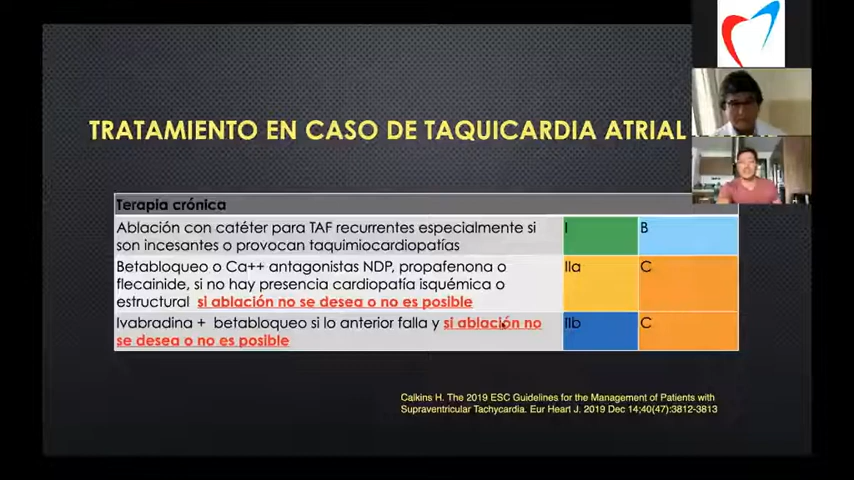 TRATAMIENTO EN CASO DE TAQUICARDIA ATRIAL
Terapia crónica
Ablación con catéter para TAF recurrentes especialmente si
son incesantes o provocan taquimiocardiopatías
I
B
Betabloqueo o Ca++ antagonistas NDP, propafenona o
flecainide, si no hay presencia cardiopatía isquémica o
estructural si ablación no se desea o no es posible
IIa
C
Ivabradina + betabloqueo si lo anterior falla y si ablación no
se desea o no es posible
IIb
C
Calkins H. The 2019 ESC Guidelines for the Management of Patients with
Supraventricular Tachycardia. Eur Heart J. 2019 Dec 14;40(47):3812-3813